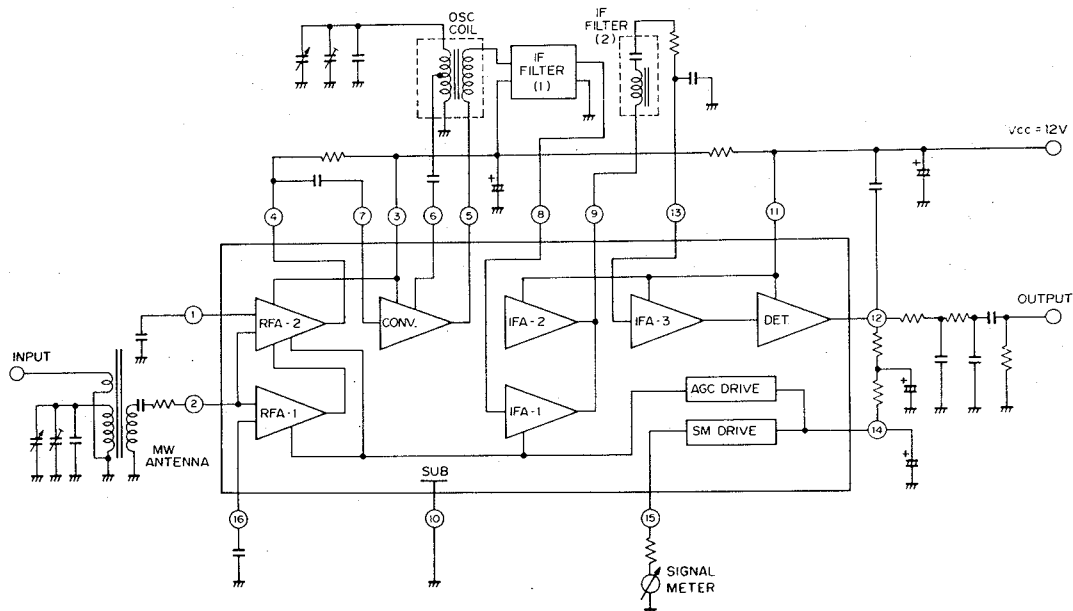 OSC
COIL
IF
FILTER
(1)
IF
FILTER
(2)
Vcc = 12V
4
7
3
6
5
8
9
13
11
1
RFA-2
CONV.
IFA-2
IFA-3
DET.
12
OUTPUT
INPUT
2
RFA-1
IFA-1
AGC DRIVE
SM DRIVE
14
MW
ANTENNA
SUB
16
10
15
SIGNAL
METER
+
+
+
+